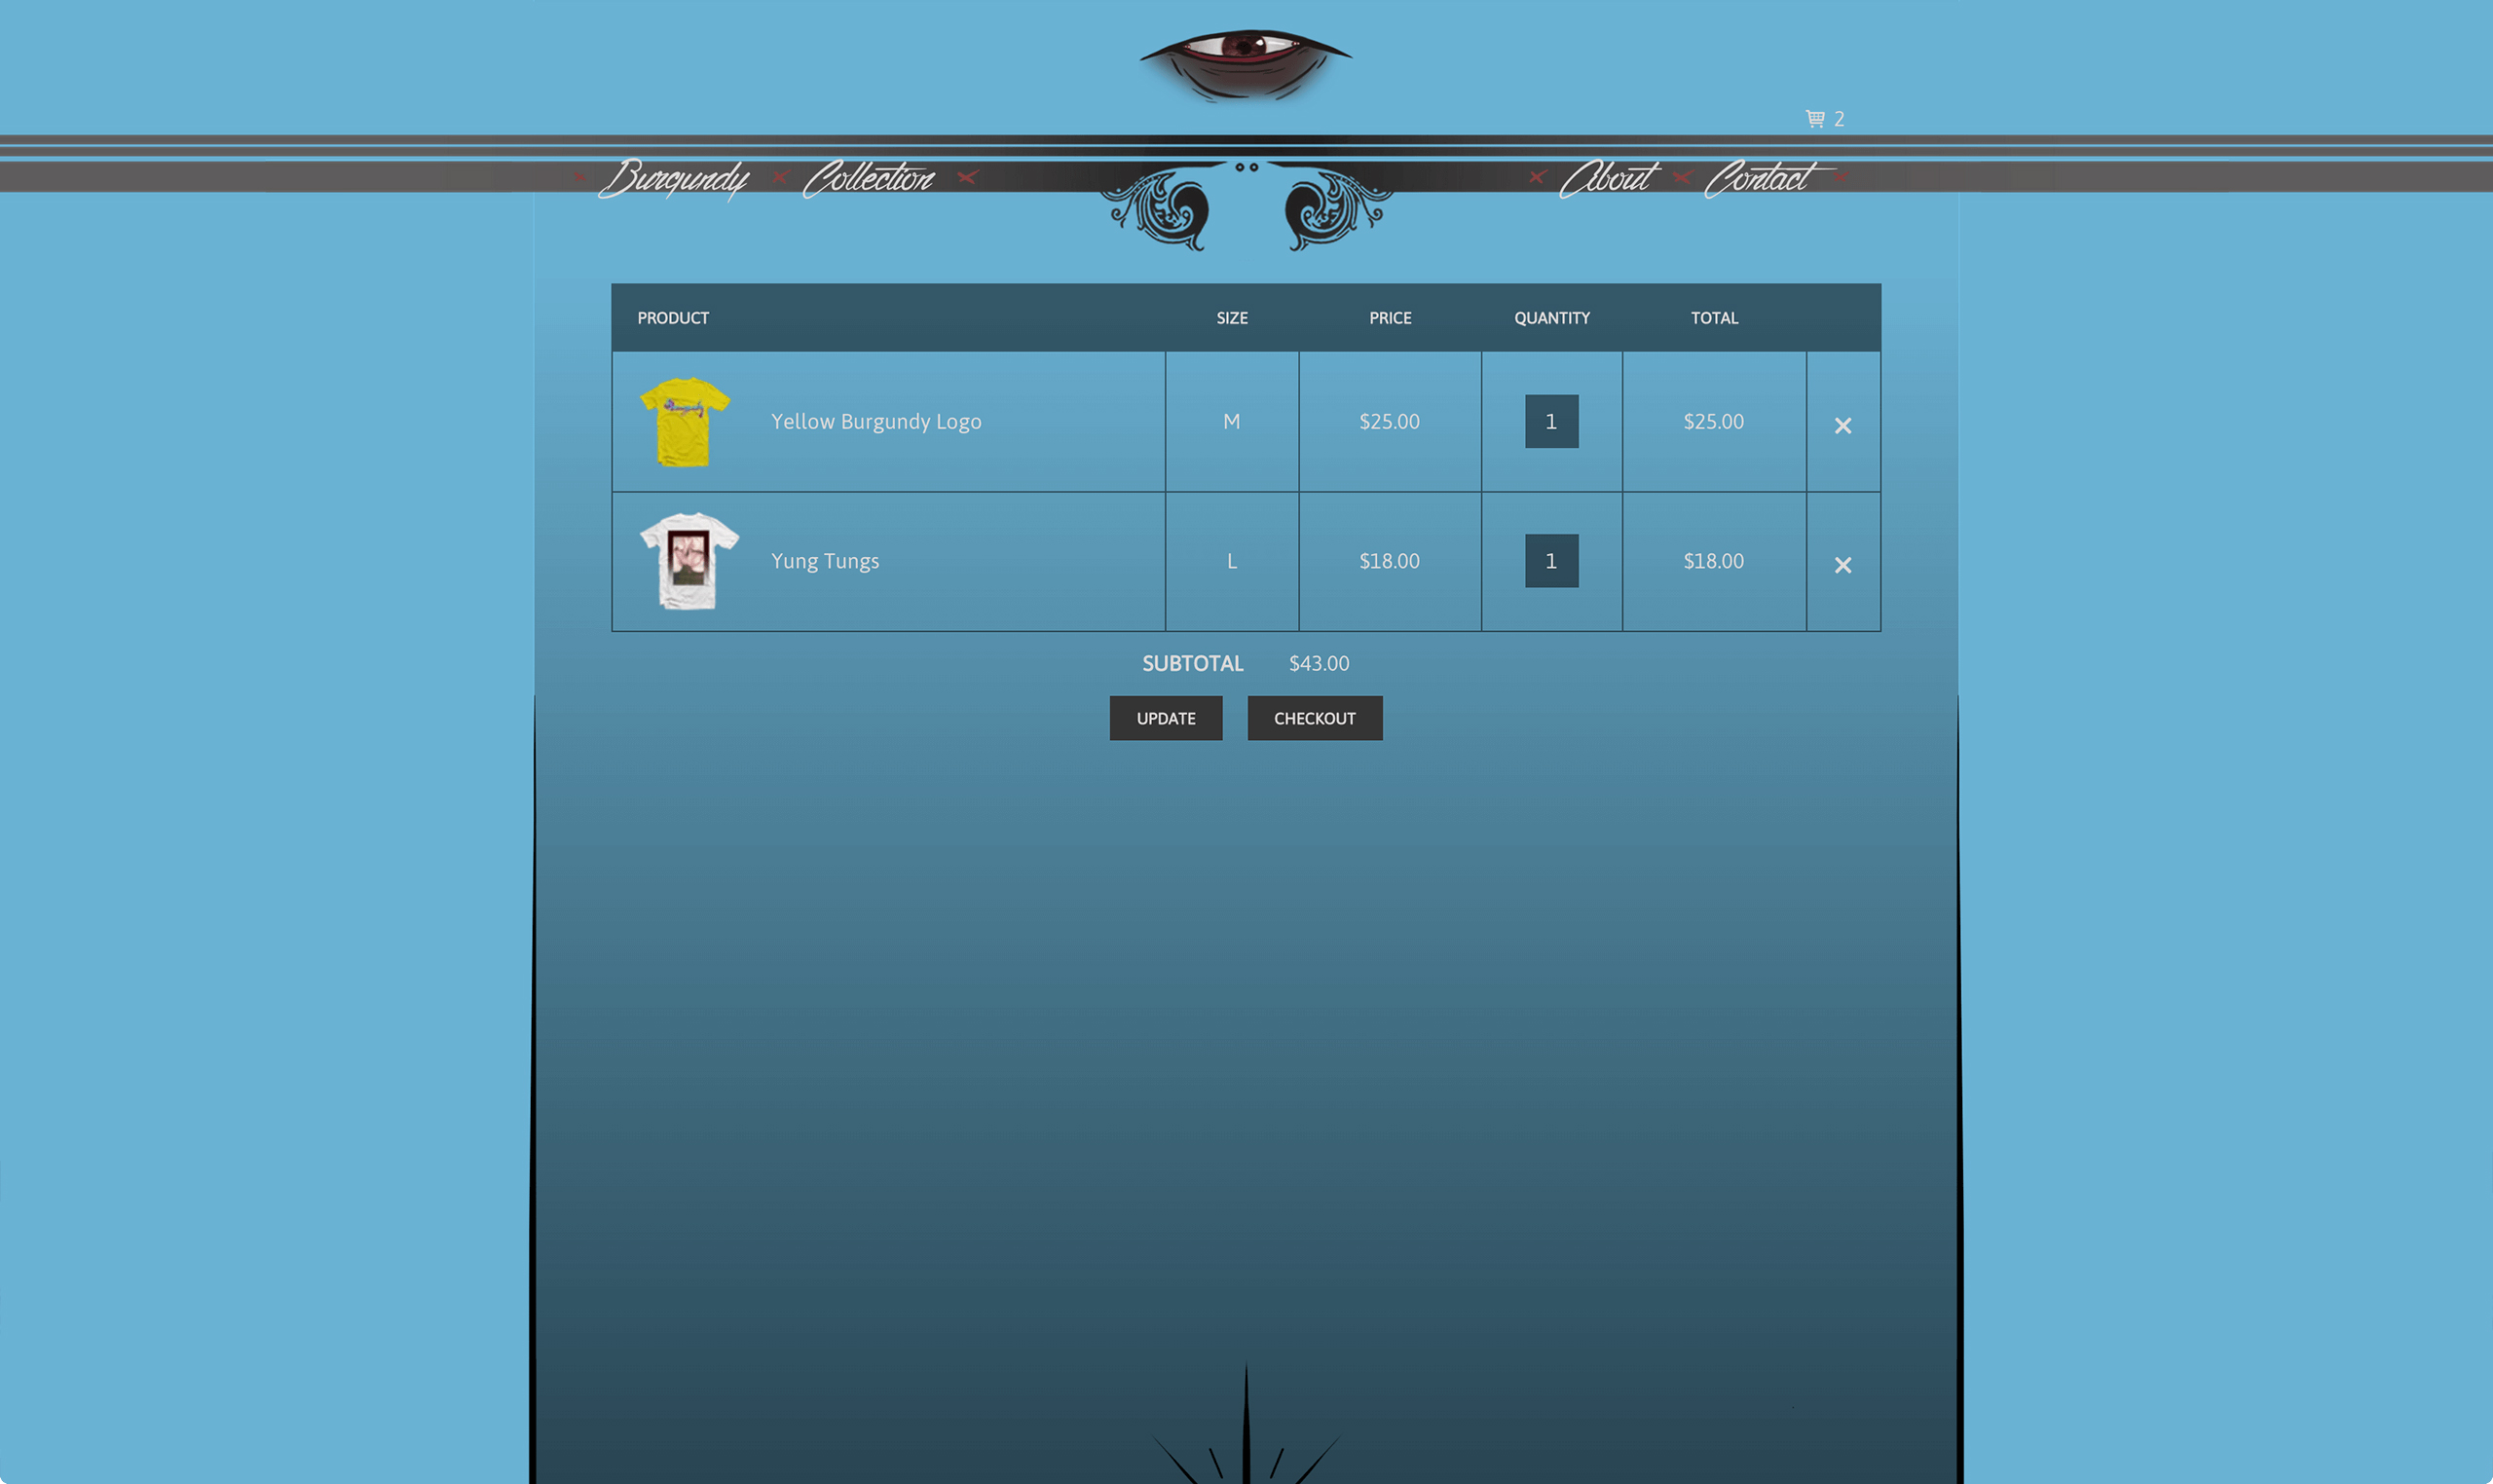 2
Burgundy Collection About Contact
PRODUCT SIZE PRICE QUANTITY TOTAL
Yellow Burgundy Logo M $25.00 1 $25.00
Yung Tungs L $18.00 1 $18.00
SUBTOTAL $43.00
UPDATE CHECKOUT